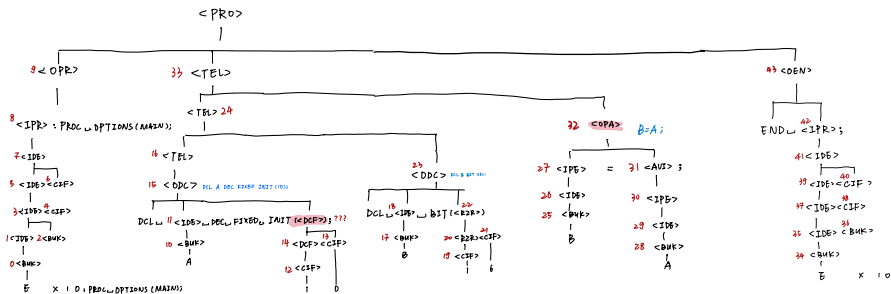 <PRO>
9 <OPR> 33 <TEL> 43 <OEN>
<TEL> 24
32 <OPA> B=A;
8 <IPR> : PROC␣OPTIONS(MAIN); END␣ <IPR> ; 42
7 <IDE> 16 <TEL> 23 <ODC> DCL B BIT(16) 27 <IPE> = 31 <AVI> ; 41 <IDE>
5 <IDE> 6 <CIF> 15 <ODC> DCL A DEC FIXED INIT(10); 26 <IDE> 30 <IPE> 39 <IDE> 40 <CIF>
3 <IDE> 4 <CIF> DCL␣ 11 <IDE>␣DEC␣FIXED␣INIT(<DCF>); ??? DCL␣ 18 <IDE>␣BIT( 22 <RZR>) 25 <BUK> 29 <IDE> 37 <IDE> 38 <CIF>
1 <IDE> 2 <BUK> 10 <BUK> 14 <DCF> 13 <CIF> 17 <BUK> 20 <RZR> 21 <CIF> B 28 <BUK> 35 <IDE> 36 <BUK>
0 <BUK> A 12 <CIF> B 19 <CIF> A 34 <BUK>
E X 1 0 : PROC␣OPTIONS(MAIN); 1 0 1 6 E X 1 0